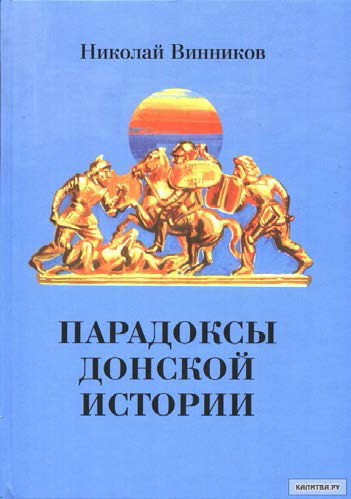 Николай Винников
ПАРАДОКСЫ
ДОНСКОЙ
ИСТОРИИ
КАЛИТВА.РУ